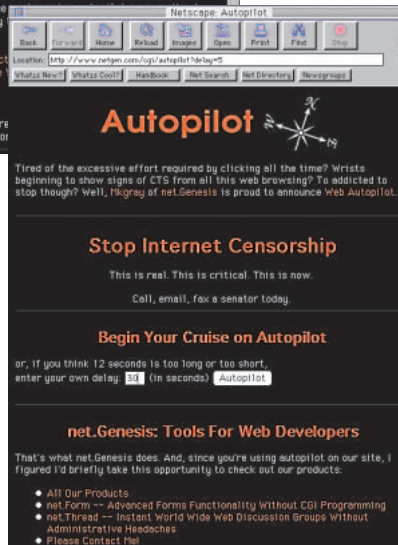 Netscape: Autopilot
Back Forward Home Reload Images Open Print Find Stop
Location: http://www.netgen.com/cgi/autopilot?delay=5
What's New? What's Cool? Handbook Net Search Net Directory Newsgroups
Autopilot
Tired of the excessive effort required by clicking all the time? Wrists
beginning to show signs of CTS from all this web browsing? To addicted to
stop though? Well, Mkgray of net.Genesis is proud to announce Web Autopilot.
Stop Internet Censorship
This is real. This is critical. This is now.
Call, email, fax a senator today.
Begin Your Cruise on Autopilot
or, if you think 12 seconds is too long or too short,
enter your own delay: 30 (in seconds) Autopilot
net.Genesis: Tools For Web Developers
That's what net.Genesis does. And, since you're using autopilot on our site, I
figured I'd briefly take this opportunity to check out our products:
All Our Products
net.Form -- Advanced Forms Functionality Without CGI Programming
net.Thread -- Instant World Wide Web Discussion Groups Without
Administrative Headaches
Please Contact Me!